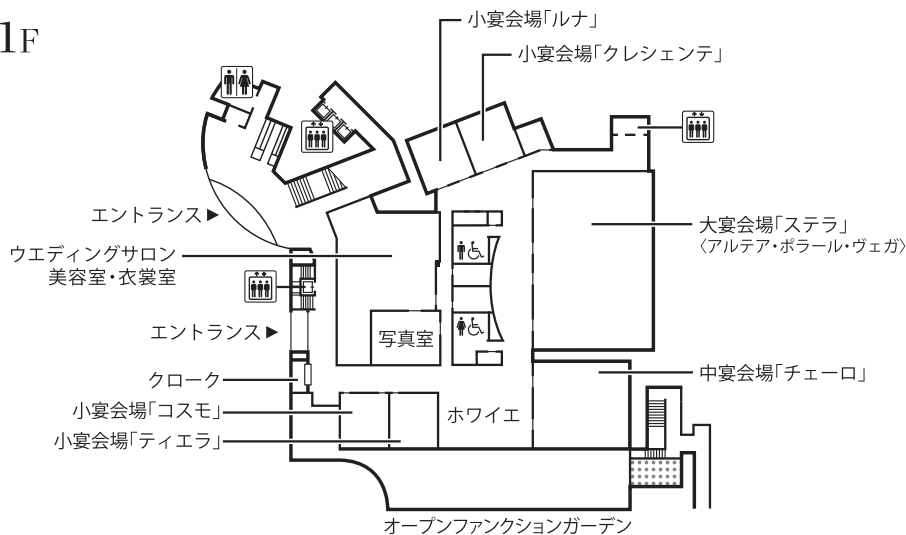 1F
小宴会場「ルナ」
小宴会場「クレシェンテ」
エントランス▶
大宴会場「ステラ」
〈アルテア・ポラール・ヴェガ〉
ウエディングサロン
美容室・衣裳室
エントランス▶
写真室
クローク
中宴会場「チェーロ」
小宴会場「コスモ」
ホワイエ
小宴会場「ティエラ」
オープンファンクションガーデン